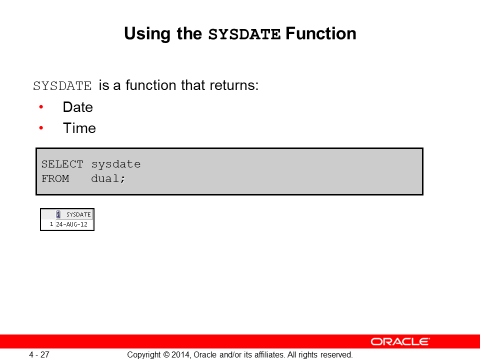 Using the SYSDATE Function
SYSDATE is a function that returns:
• Date
• Time
SELECT sysdate
FROM dual;
SYSDATE
1 24-AUG-12
ORACLE
4 - 27
Copyright © 2014, Oracle and/or its affiliates. All rights reserved.